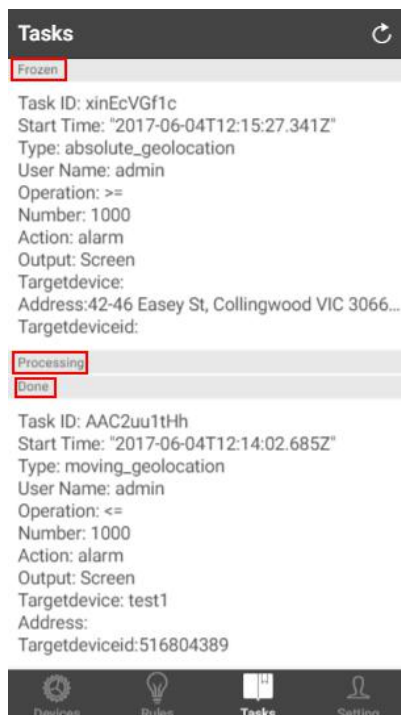 Tasks
Frozen
Task ID: xinEcVGf1c
Start Time: "2017-06-04T12:15:27.341Z"
Type: absolute_geolocation
User Name: admin
Operation: >=
Number: 1000
Action: alarm
Output: Screen
Targetdevice:
Address:42-46 Easey St, Collingwood VIC 3066...
Targetdeviceid:
Processing
Done
Task ID: AAC2uu1tHh
Start Time: "2017-06-04T12:14:02.685Z"
Type: moving_geolocation
User Name: admin
Operation: <=
Number: 1000
Action: alarm
Output: Screen
Targetdevice: test1
Address:
Targetdeviceid:516804389
Devices Rules Tasks Setting